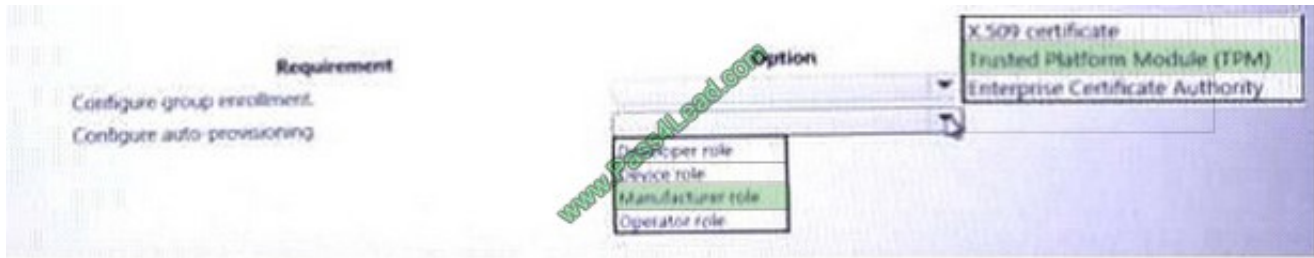 X.509 certificate
Requirement Option Trusted Platform Module (TPM)
Configure group enrollment. Enterprise Certificate Authority
Configure auto-provisioning
Developer role
Device role
Manufacturer role
Operator role
www.Pass4Lead.com